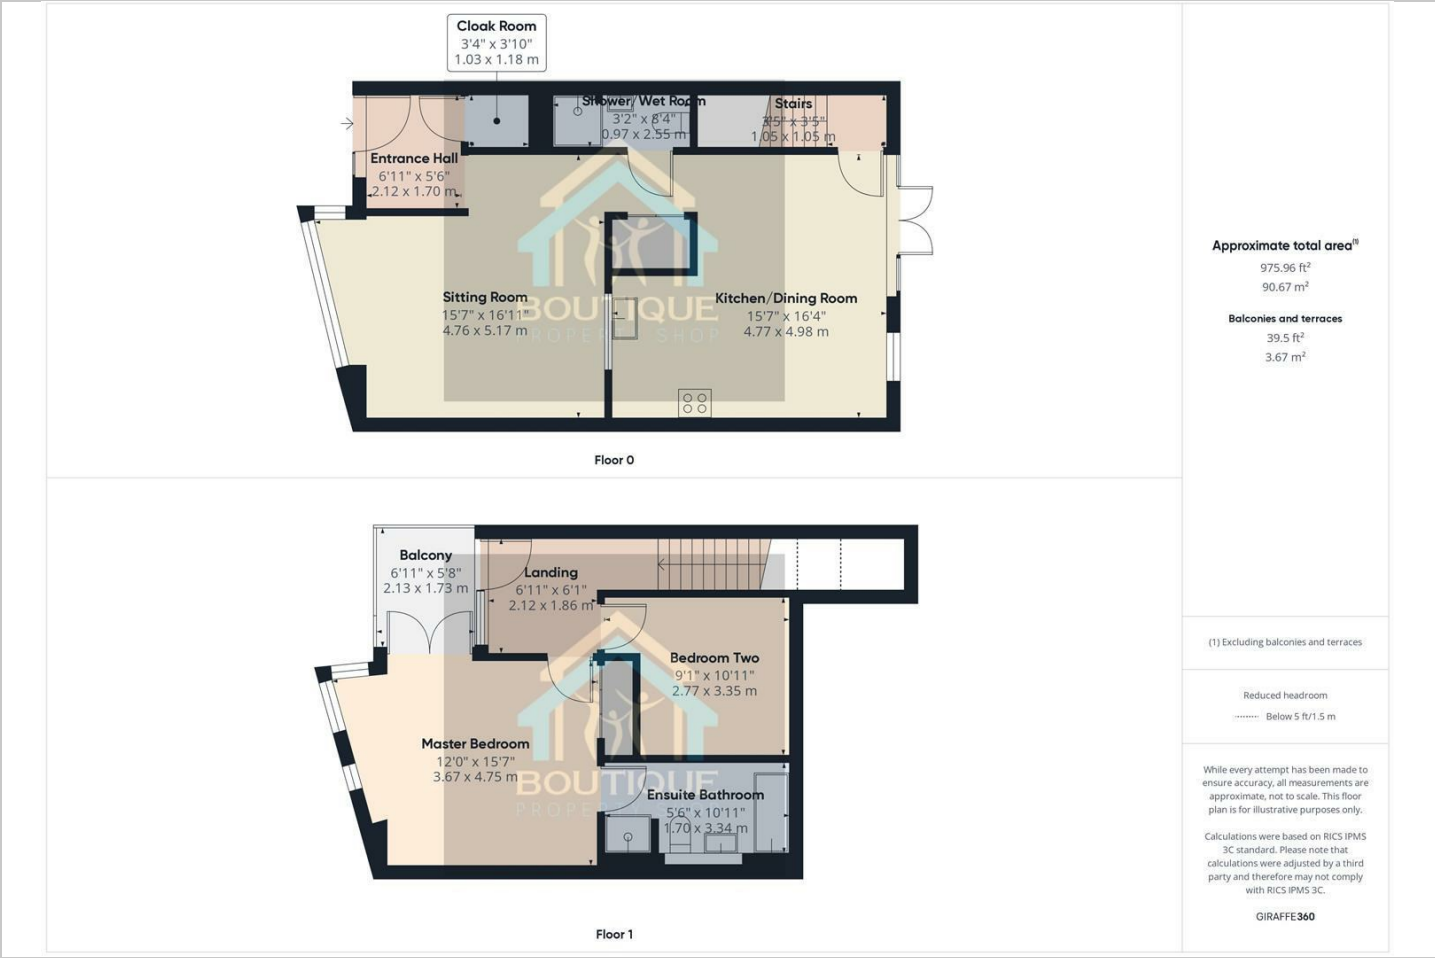 Cloak Room
3'4" x 3'10"
1.03 x 1.18 m
Shower/Wet Room
3'2" x 8'4"
0.97 x 2.55 m
Stairs
3'5" x 3'5"
1.05 x 1.05 m
Entrance Hall
6'11" x 5'6"
2.12 x 1.70 m
Sitting Room
15'7" x 16'11"
4.76 x 5.17 m
Kitchen/Dining Room
15'7" x 16'4"
4.77 x 4.98 m
BOUTIQUE
PROPERTY SHOP
Floor 0
Balcony
6'11" x 5'8"
2.13 x 1.73 m
Landing
6'11" x 6'1"
2.12 x 1.86 m
Bedroom Two
9'1" x 10'11"
2.77 x 3.35 m
Master Bedroom
12'0" x 15'7"
3.67 x 4.75 m
BOUTIQUE
PROPERTY SHOP
Ensuite Bathroom
5'6" x 10'11"
1.70 x 3.34 m
Floor 1
Approximate total area(1)
975.96 ft²
90.67 m²
Balconies and terraces
39.5 ft²
3.67 m²
(1) Excluding balconies and terraces
Reduced headroom
Below 5 ft/1.5 m
While every attempt has been made to
ensure accuracy, all measurements are
approximate, not to scale. This floor
plan is for illustrative purposes only.
Calculations were based on RICS IPMS
3C standard. Please note that
calculations were adjusted by a third
party and therefore may not comply
with RICS IPMS 3C.
GIRAFFE360